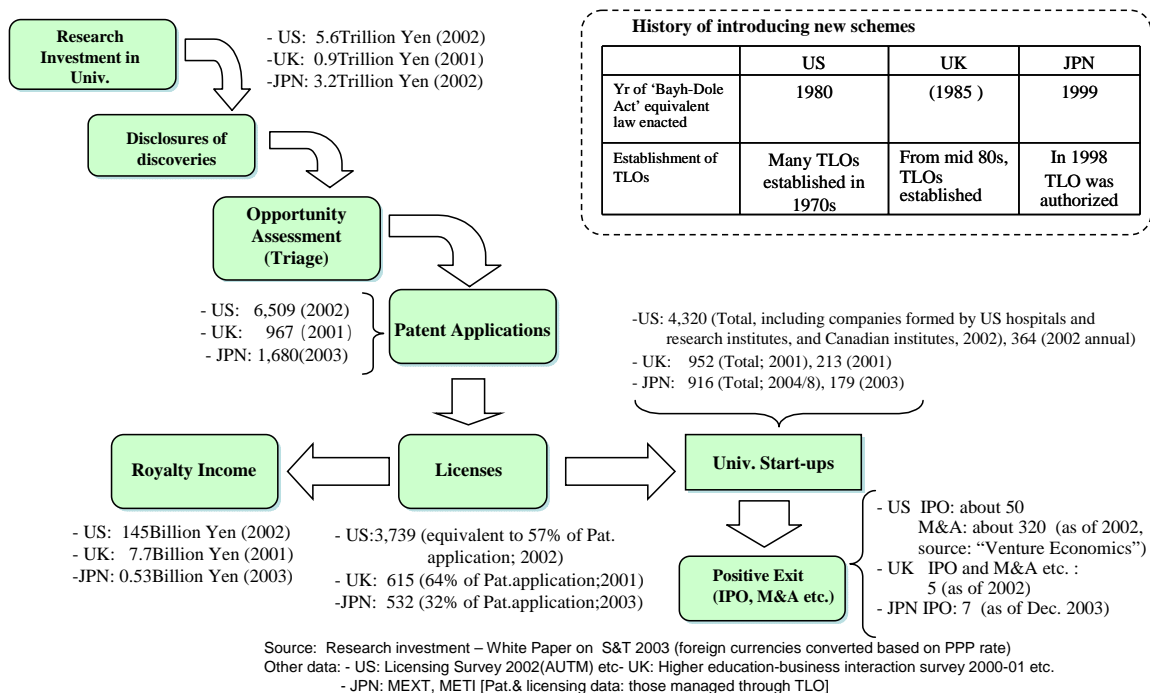 Research
Investment in
Univ.
- US: 5.6Trillion Yen (2002)
-UK: 0.9Trillion Yen (2001)
-JPN: 3.2Trillion Yen (2002)
History of introducing new schemes
US UK JPN
Yr of ‘Bayh-Dole
Act’ equivalent
law enacted
1980 (1985 ) 1999
Establishment of
TLOs
Many TLOs
established in
1970s
From mid 80s,
TLOs
established
In 1998
TLO was
authorized
Disclosures of
discoveries
Opportunity
Assessment
(Triage)
- US: 6,509 (2002)
- UK: 967 (2001)
- JPN: 1,680(2003)
Patent Applications
-US: 4,320 (Total, including companies formed by US hospitals and
research institutes, and Canadian institutes, 2002), 364 (2002 annual)
- UK: 952 (Total; 2001), 213 (2001)
- JPN: 916 (Total; 2004/8), 179 (2003)
Royalty Income
Licenses
Univ. Start-ups
- US: 145Billion Yen (2002)
- UK: 7.7Billion Yen (2001)
-JPN: 0.53Billion Yen (2003)
- US:3,739 (equivalent to 57% of Pat.
application; 2002)
- UK: 615 (64% of Pat.application;2001)
-JPN: 532 (32% of Pat.application;2003)
Positive Exit
(IPO, M&A etc.)
- US IPO: about 50
M&A: about 320 (as of 2002,
source: “Venture Economics”)
- UK IPO and M&A etc. :
5 (as of 2002)
- JPN IPO: 7 (as of Dec. 2003)
Source: Research investment – White Paper on S&T 2003 (foreign currencies converted based on PPP rate)
Other data: - US: Licensing Survey 2002(AUTM) etc- UK: Higher education-business interaction survey 2000-01 etc.
- JPN: MEXT, METI [Pat.& licensing data: those managed through TLO]